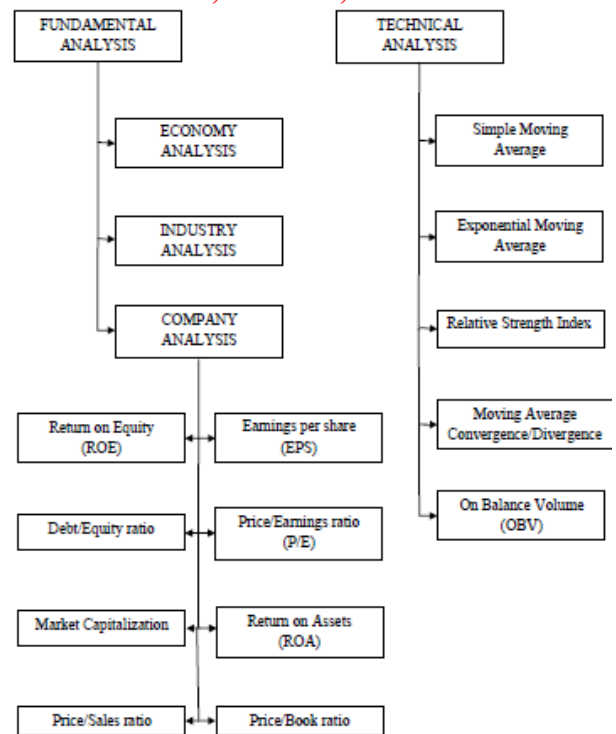 FUNDAMENTAL
ANALYSIS
ECONOMY
ANALYSIS
INDUSTRY
ANALYSIS
COMPANY
ANALYSIS
Return on Equity
(ROE)
Earnings per share
(EPS)
Debt/Equity ratio
Price/Earnings ratio
(P/E)
Market Capitalization
Return on Assets
(ROA)
Price/Sales ratio
Price/Book ratio
TECHNICAL
ANALYSIS
Simple Moving
Average
Exponential Moving
Average
Relative Strength Index
Moving Average
Convergence/Divergence
On Balance Volume
(OBV)